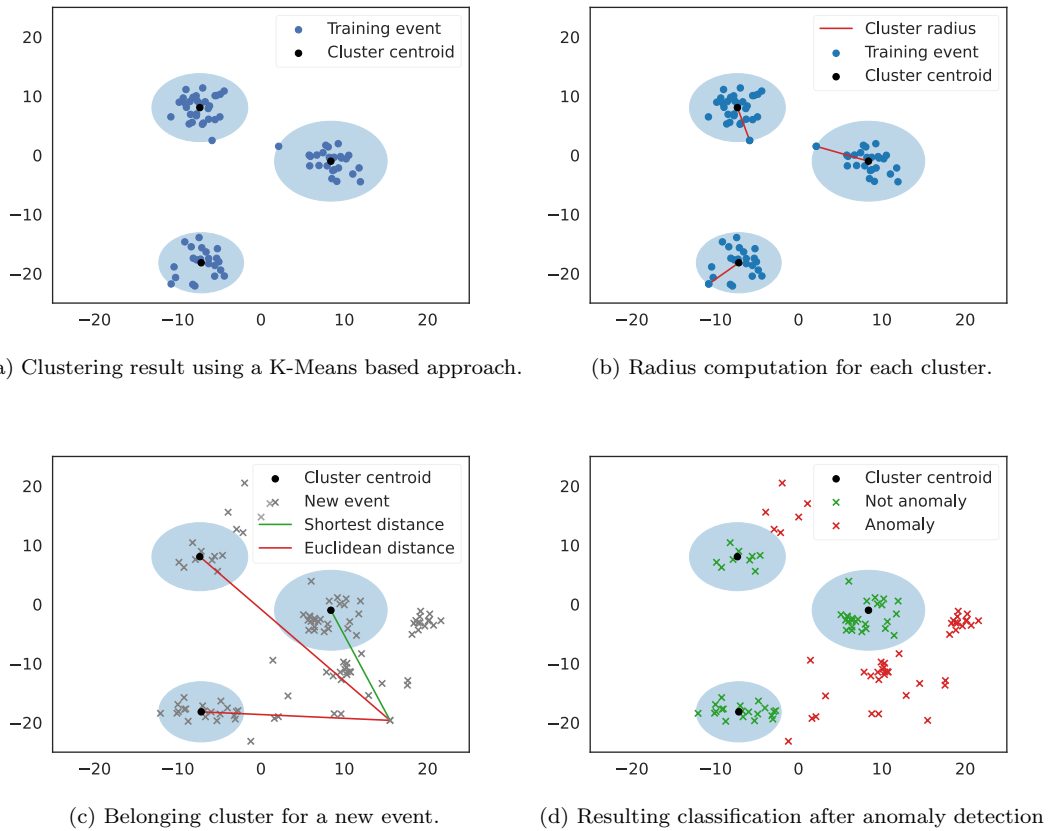 Training event
Cluster centroid
20
10
0
−10
−20
−20 −10 0 10 20
a) Clustering result using a K-Means based approach.
Cluster radius
Training event
Cluster centroid
20
10
0
−10
−20
−20 −10 0 10 20
(b) Radius computation for each cluster.
Cluster centroid
New event
Shortest distance
Euclidean distance
20
10
0
−10
−20
−20 −10 0 10 20
(c) Belonging cluster for a new event.
Cluster centroid
Not anomaly
Anomaly
20
10
0
−10
−20
−20 −10 0 10 20
(d) Resulting classification after anomaly detection